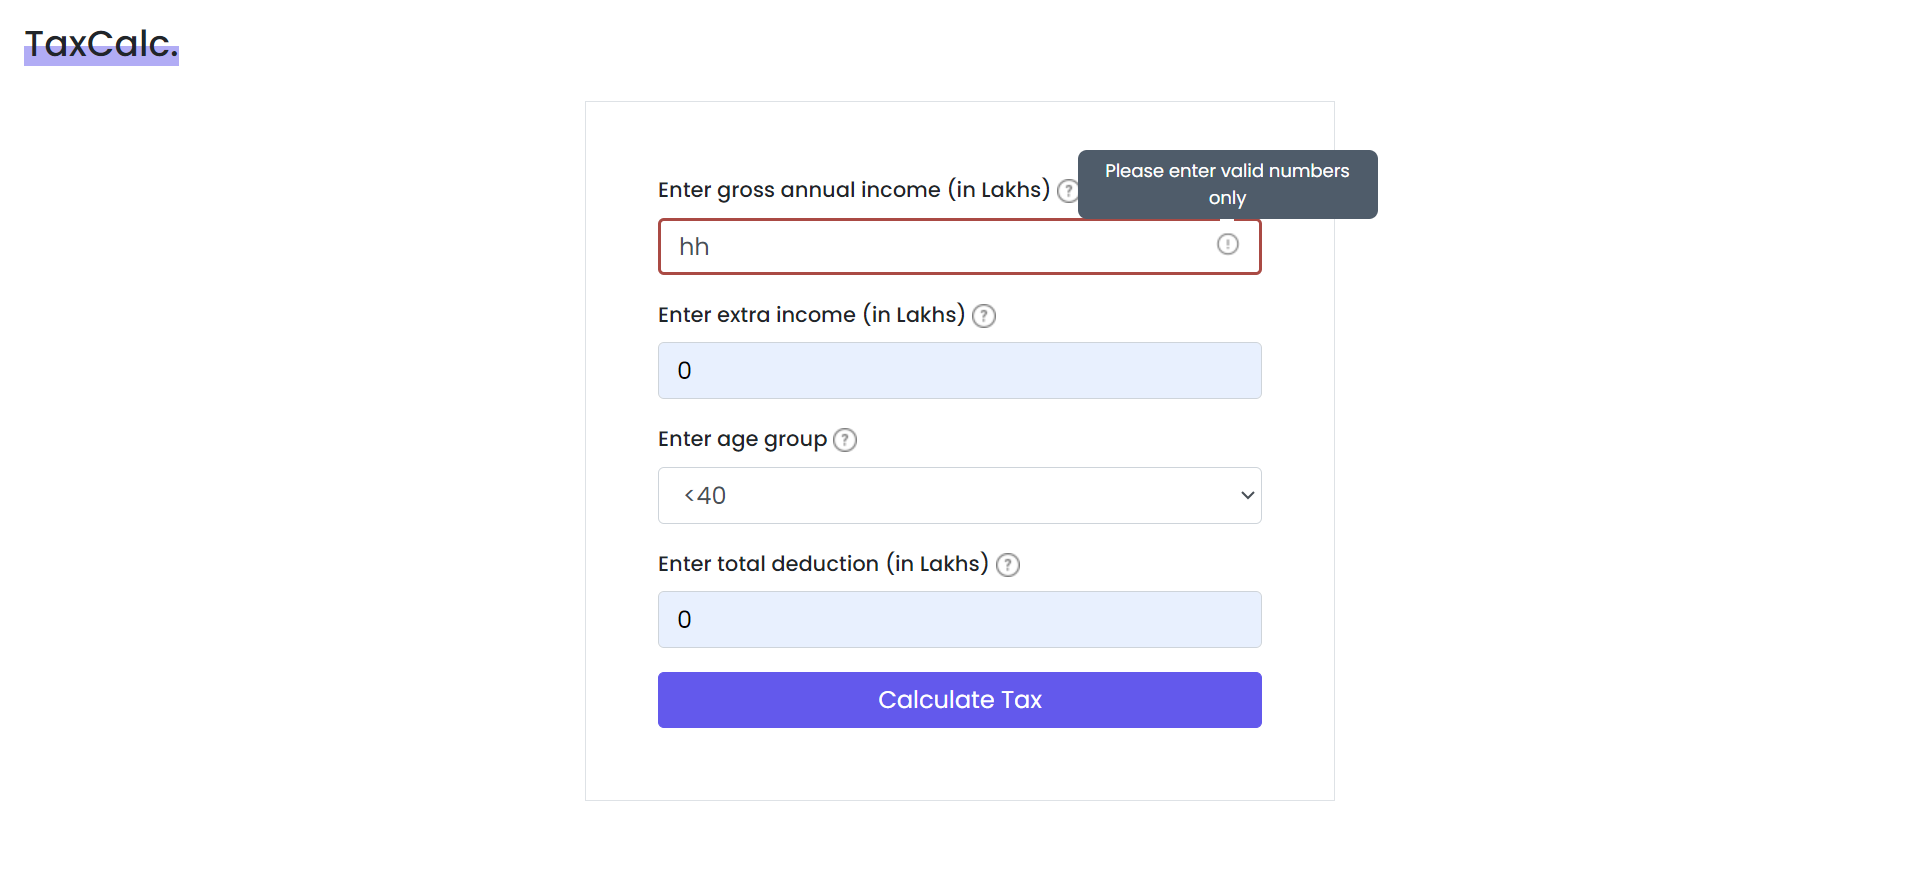 TaxCalc.
Please enter valid numbers
only
Enter gross annual income (in Lakhs) ?
hh !
Enter extra income (in Lakhs) ?
0
Enter age group ?
<40
Enter total deduction (in Lakhs) ?
0
Calculate Tax